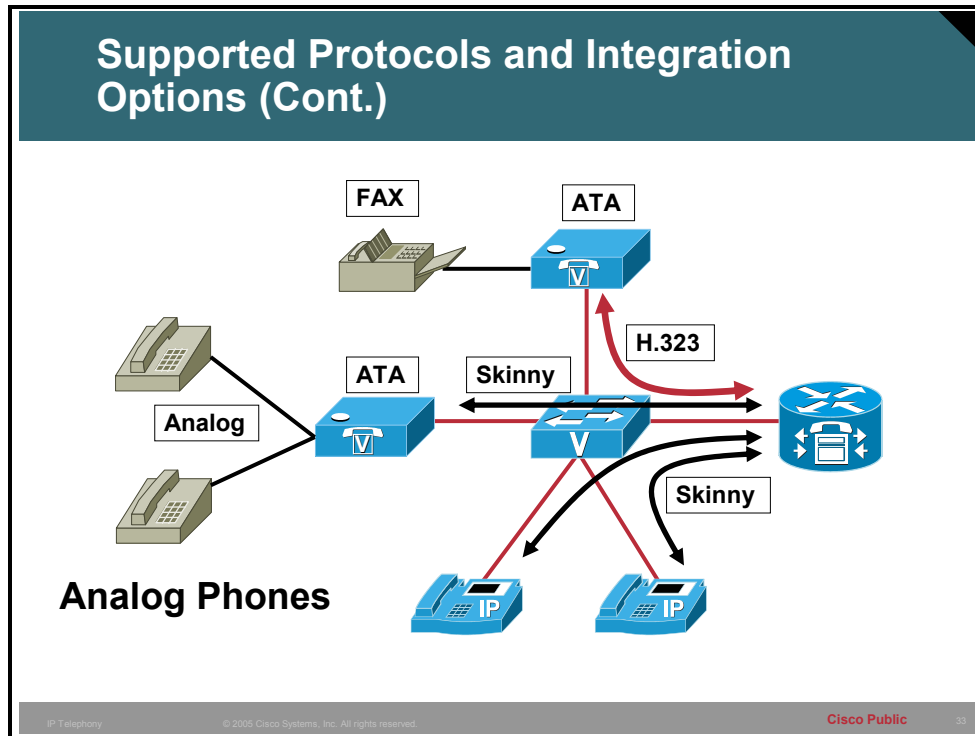 Supported Protocols and Integration
Options (Cont.)
FAX
ATA
V
H.323
ATA
Skinny
Analog
V
V
Skinny
IP
IP
Analog Phones
IP Telephony
© 2005 Cisco Systems, Inc. All rights reserved.
Cisco Public
33